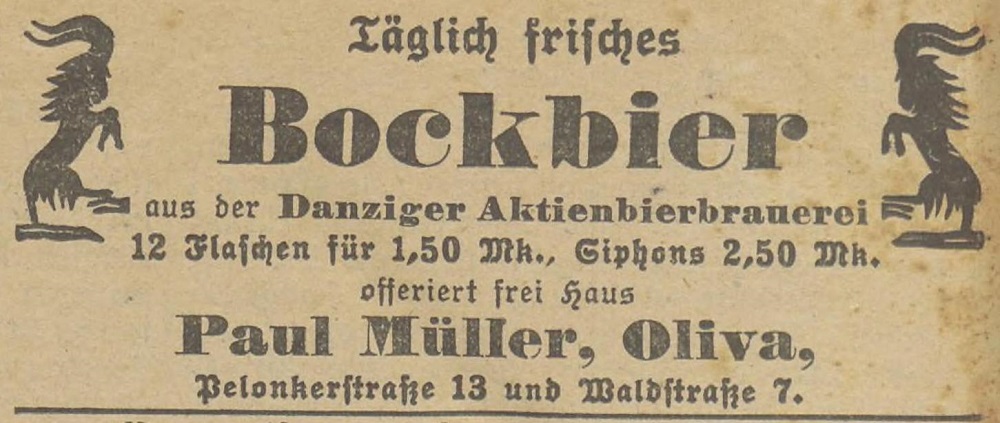 Täglich frisches
Bockbier
aus der Danziger Aktienbierbrauerei
12 Flaschen für 1,50 Mk., Siphons 2,50 Mk.
offeriert frei Haus
Paul Müller, Oliva,
Pelonkerstraße 13 und Waldstraße 7.